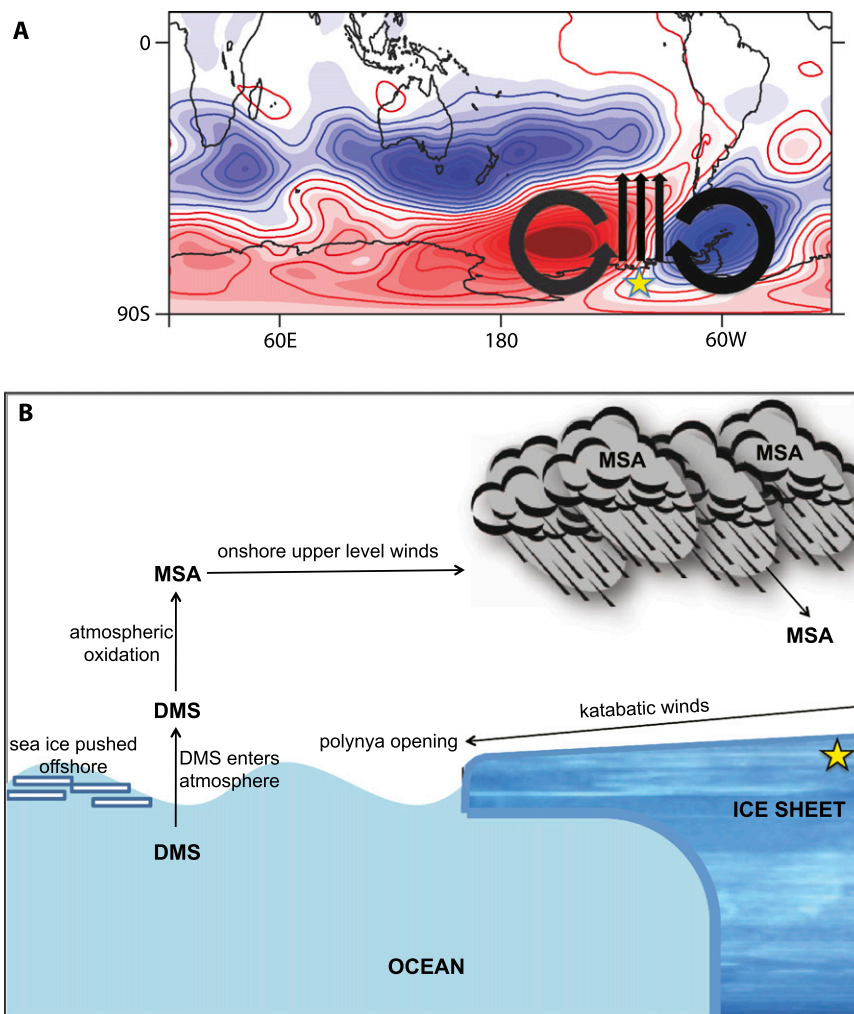 A
0
90S
60E
180
60W
B
MSA
MSA
onshore upper level winds
MSA
atmospheric
oxidation
MSA
DMS
katabatic winds
sea ice pushed
offshore
DMS enters
atmosphere
polynya opening
ICE SHEET
DMS
OCEAN